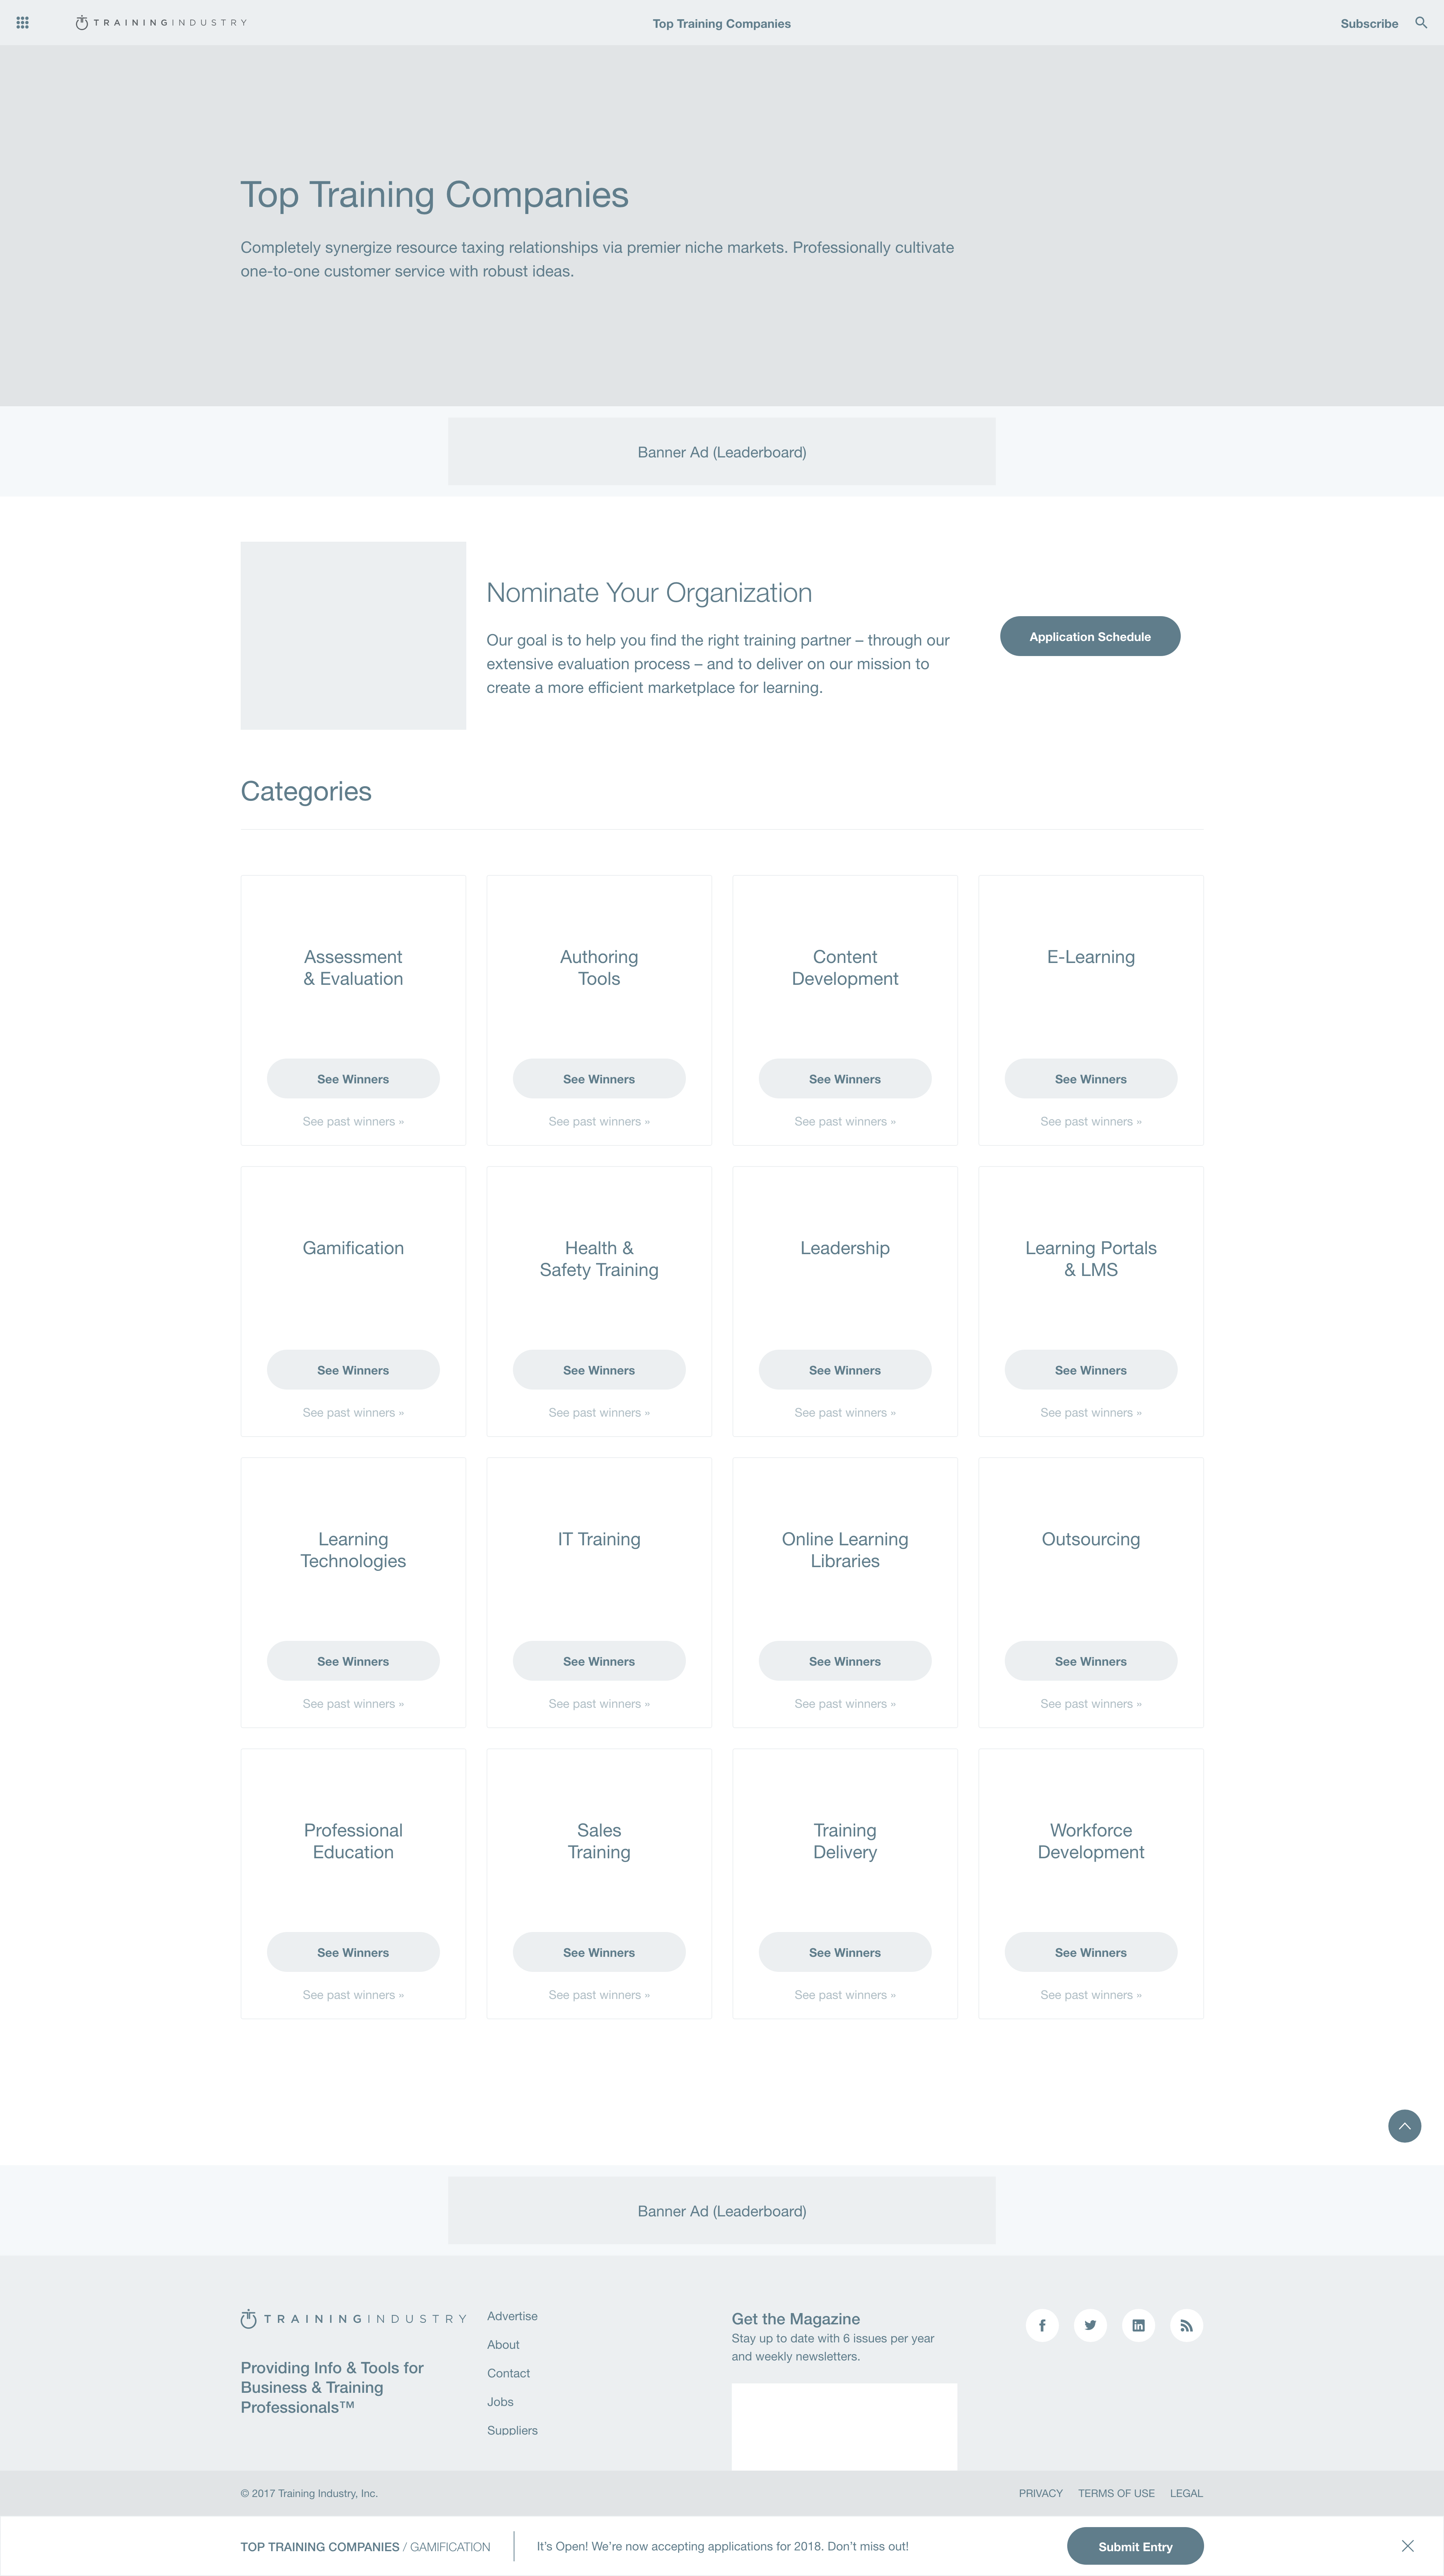 TRAININGINDUSTRY
Top Training Companies
Subscribe
Top Training Companies
Completely synergize resource taxing relationships via premier niche markets. Professionally cultivate
one-to-one customer service with robust ideas.
Banner Ad (Leaderboard)
Nominate Your Organization
Our goal is to help you find the right training partner – through our
extensive evaluation process – and to deliver on our mission to
create a more efficient marketplace for learning.
Application Schedule
Categories
Assessment
& Evaluation
See Winners
See past winners »
Authoring
Tools
See Winners
See past winners »
Content
Development
See Winners
See past winners »
E-Learning
See Winners
See past winners »
Gamification
See Winners
See past winners »
Health &
Safety Training
See Winners
See past winners »
Leadership
See Winners
See past winners »
Learning Portals
& LMS
See Winners
See past winners »
Learning
Technologies
See Winners
See past winners »
IT Training
See Winners
See past winners »
Online Learning
Libraries
See Winners
See past winners »
Outsourcing
See Winners
See past winners »
Professional
Education
See Winners
See past winners »
Sales
Training
See Winners
See past winners »
Training
Delivery
See Winners
See past winners »
Workforce
Development
See Winners
See past winners »
Banner Ad (Leaderboard)
TRAININGINDUSTRY
Providing Info & Tools for
Business & Training
Professionals™
Advertise
About
Contact
Jobs
Suppliers
Get the Magazine
Stay up to date with 6 issues per year
and weekly newsletters.
© 2017 Training Industry, Inc.
PRIVACY
TERMS OF USE
LEGAL
TOP TRAINING COMPANIES / GAMIFICATION
It’s Open! We’re now accepting applications for 2018. Don’t miss out!
Submit Entry